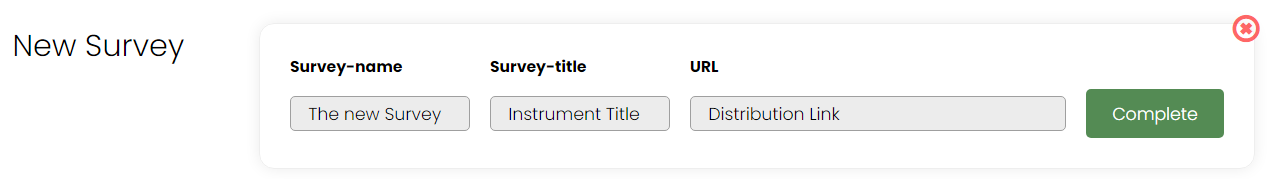 New Survey
Survey-name Survey-title URL
The new Survey Instrument Title Distribution Link Complete